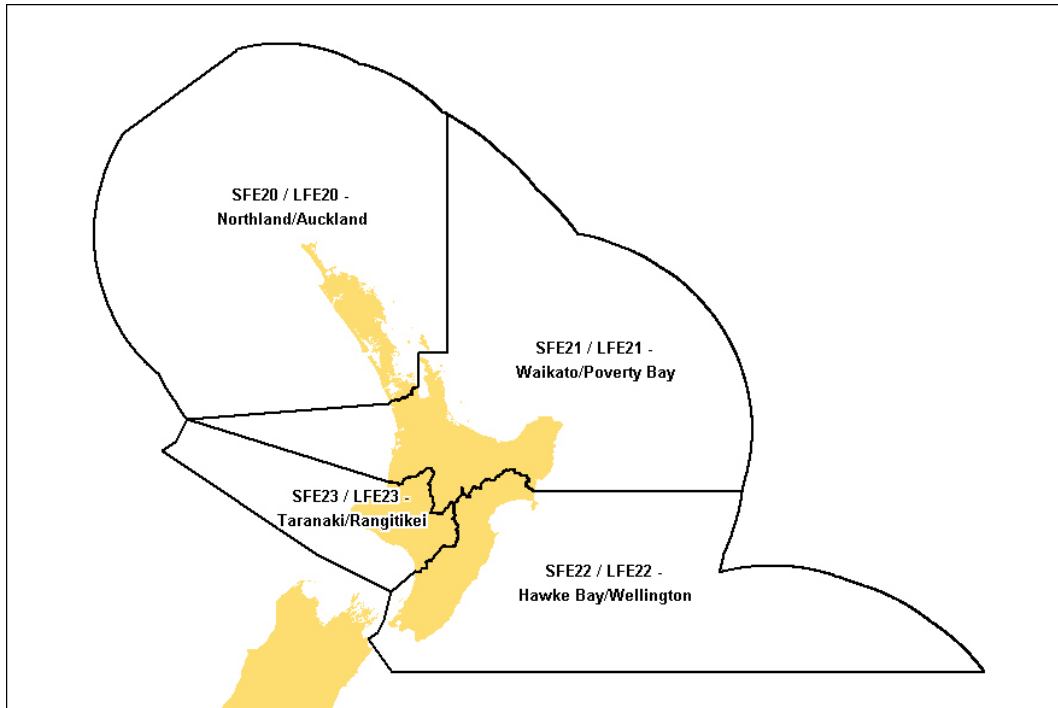 SFE20 / LFE20 -
Northland/Auckland
SFE21 / LFE21 -
Waikato/Poverty Bay
SFE23 / LFE23 -
Taranaki/Rangitikei
SFE22 / LFE22 -
Hawke Bay/Wellington